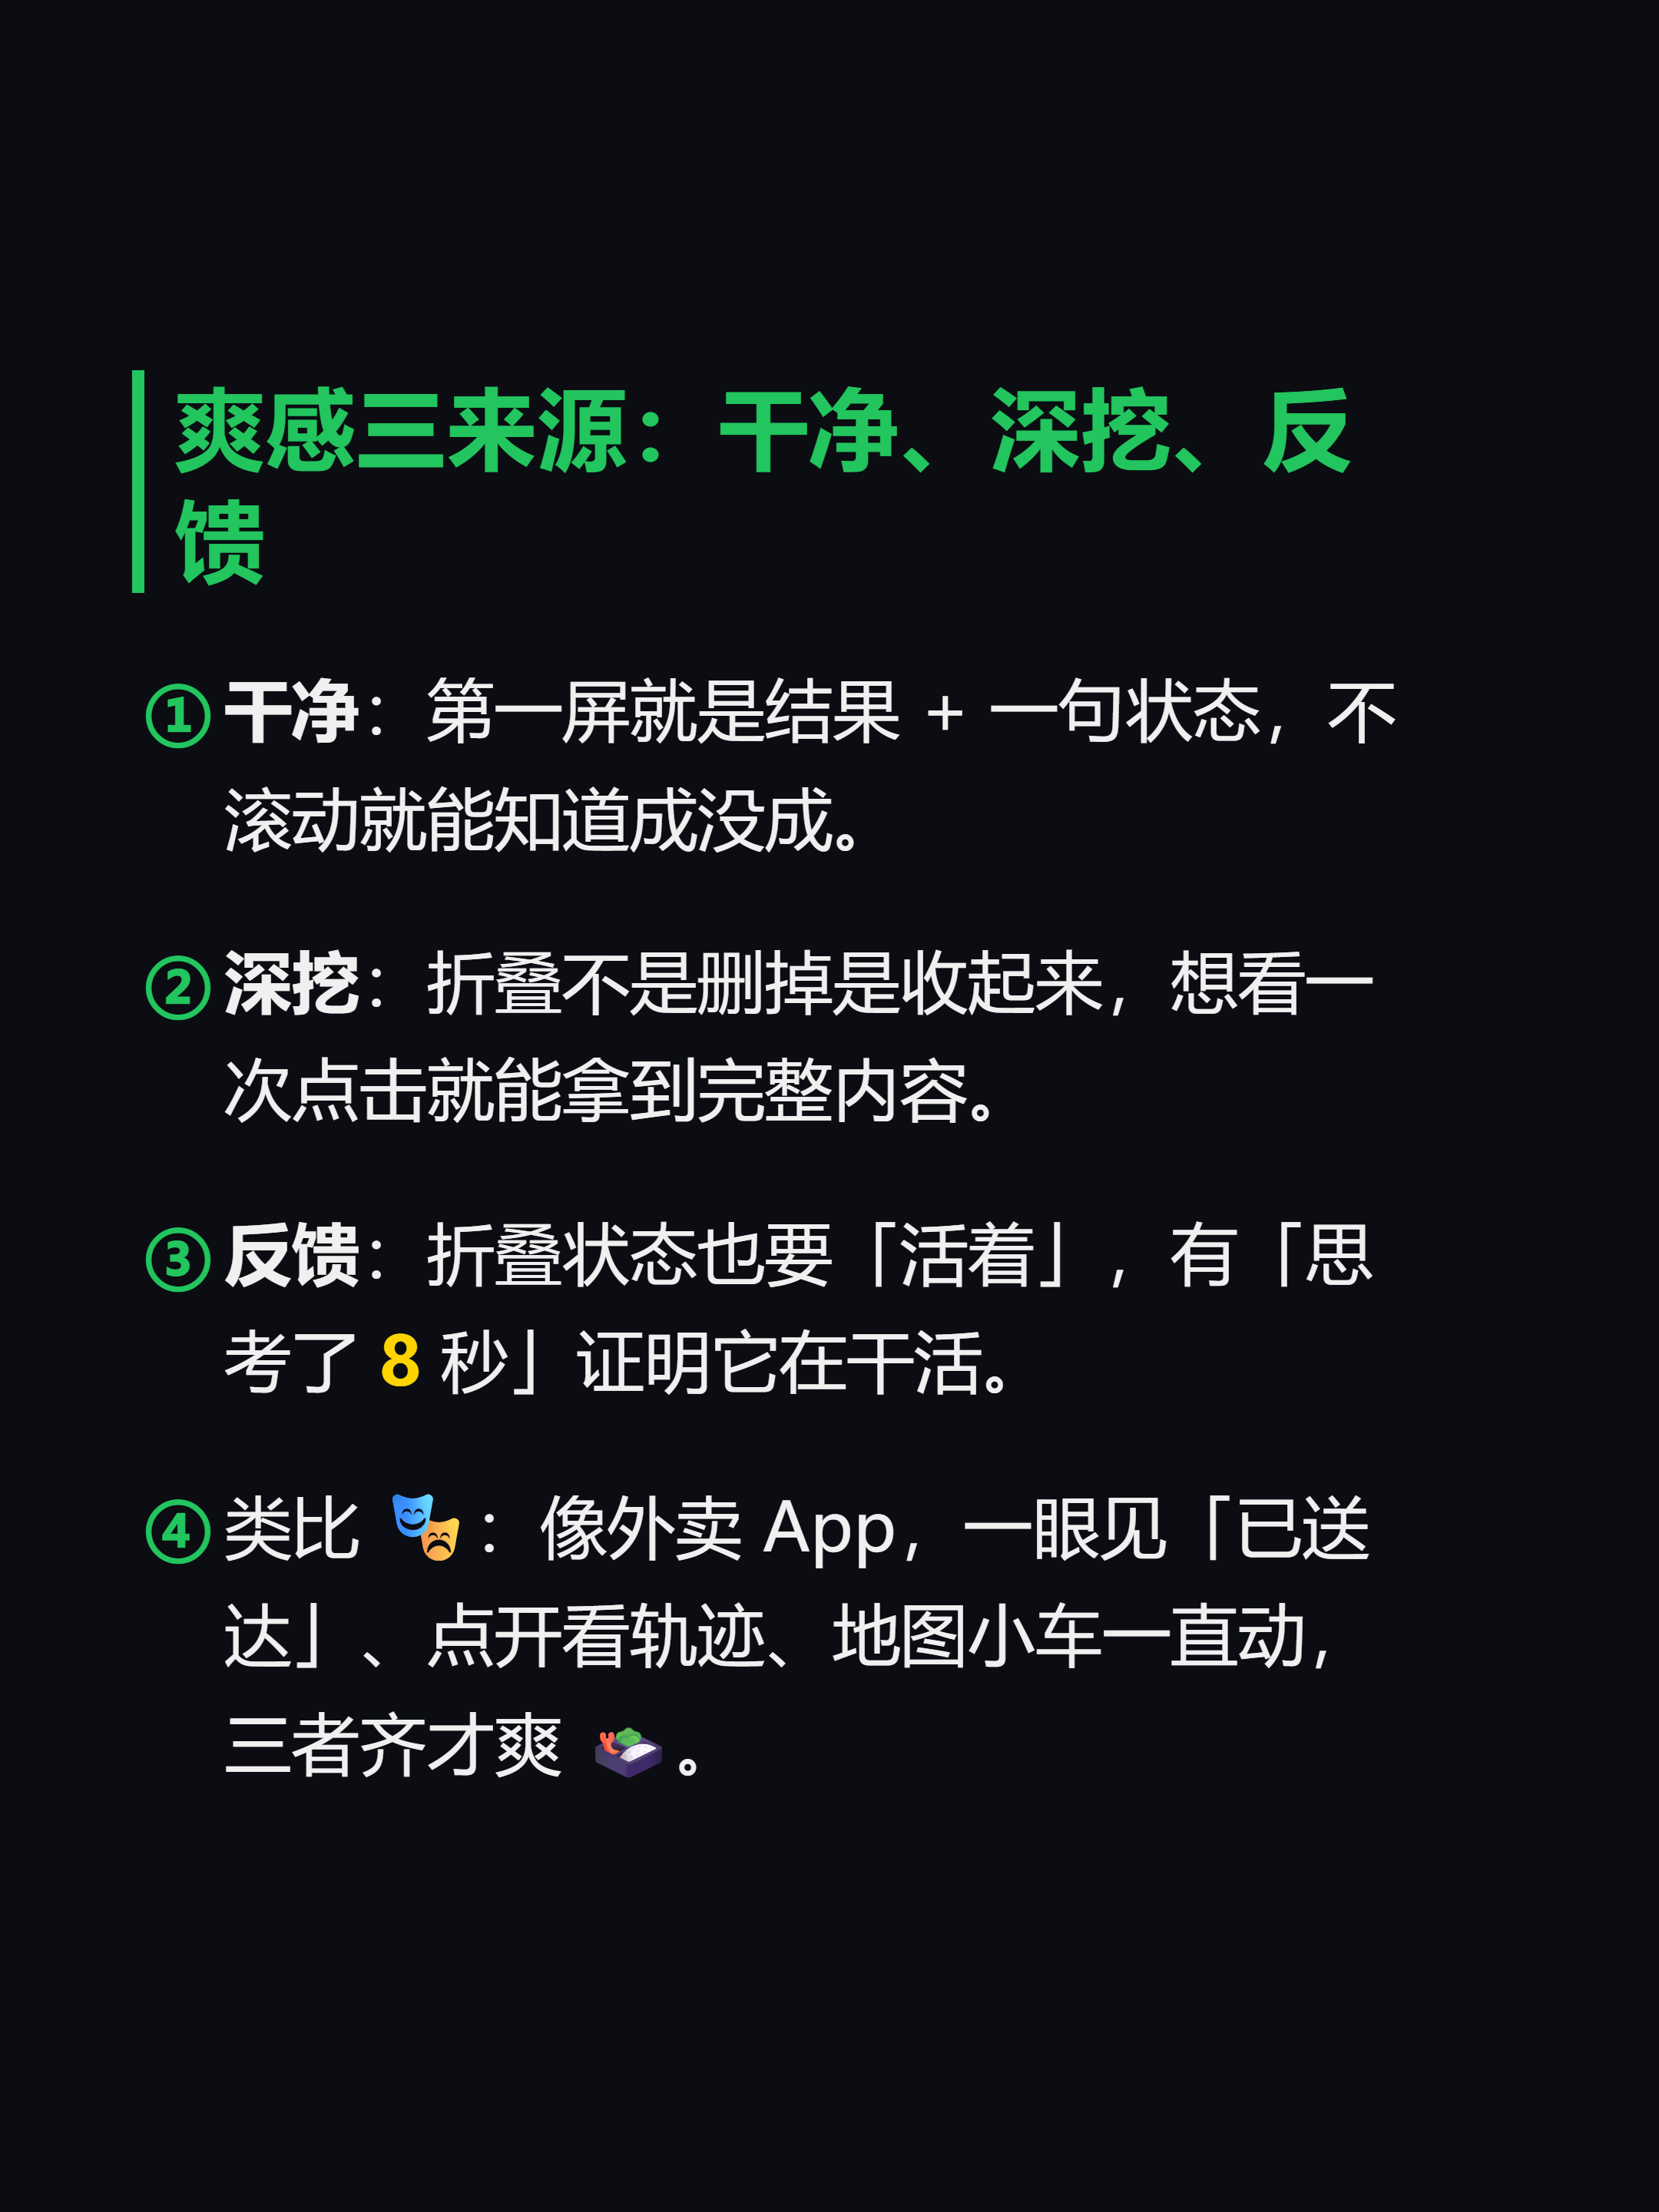 爽感三来源：干净、深挖、反
馈
① 干净：第一屏就是结果 + 一句状态，不
滚动就能知道成没成。
② 深挖：折叠不是删掉是收起来，想看一
次点击就能拿到完整内容。
③ 反馈：折叠状态也要「活着」，有「思
考了 8 秒」证明它在干活。
④ 类比 🎭：像外卖 App，一眼见「已送
达」、点开看轨迹、地图小车一直动，
三者齐才爽 🍱。